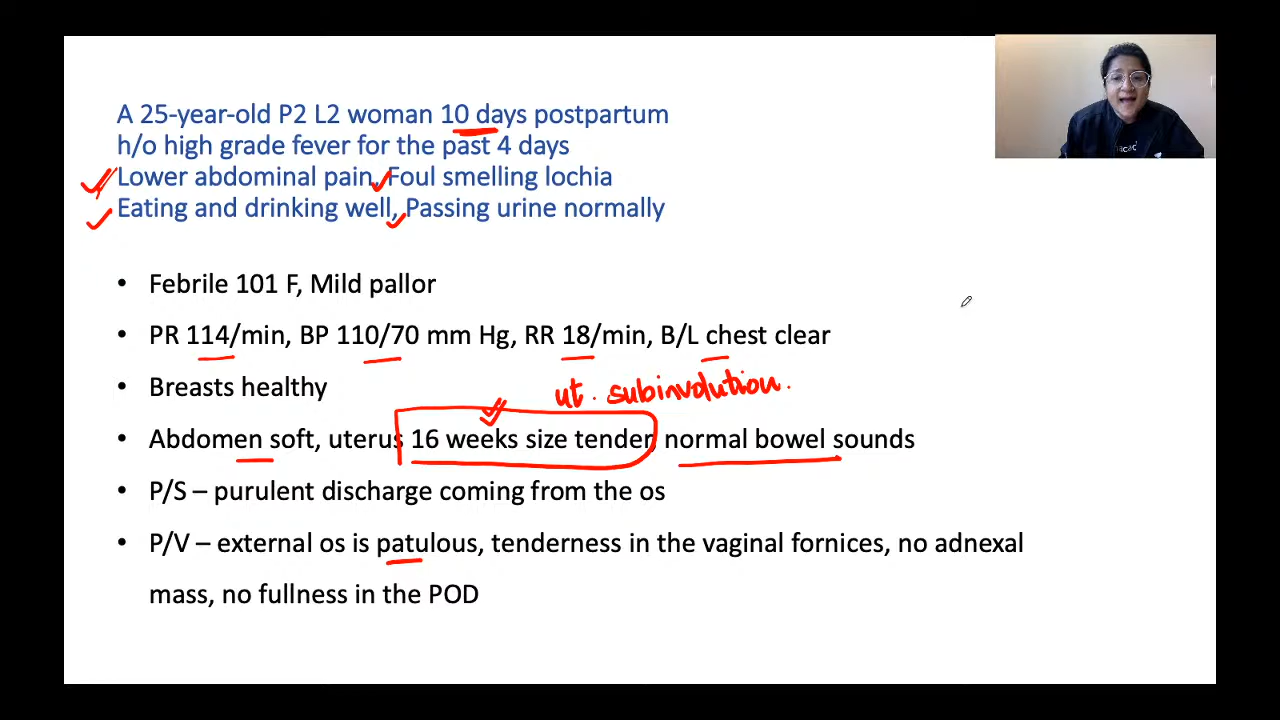 A 25-year-old P2 L2 woman 10 days postpartum
h/o high grade fever for the past 4 days
Lower abdominal pain, Foul smelling lochia
Eating and drinking well, Passing urine normally
• Febrile 101 F, Mild pallor
• PR 114/min, BP 110/70 mm Hg, RR 18/min, B/L chest clear
• Breasts healthy
ut. subinvolution.
• Abdomen soft, uterus 16 weeks size tender, normal bowel sounds
• P/S – purulent discharge coming from the os
• P/V – external os is patulous, tenderness in the vaginal fornices, no adnexal
mass, no fullness in the POD